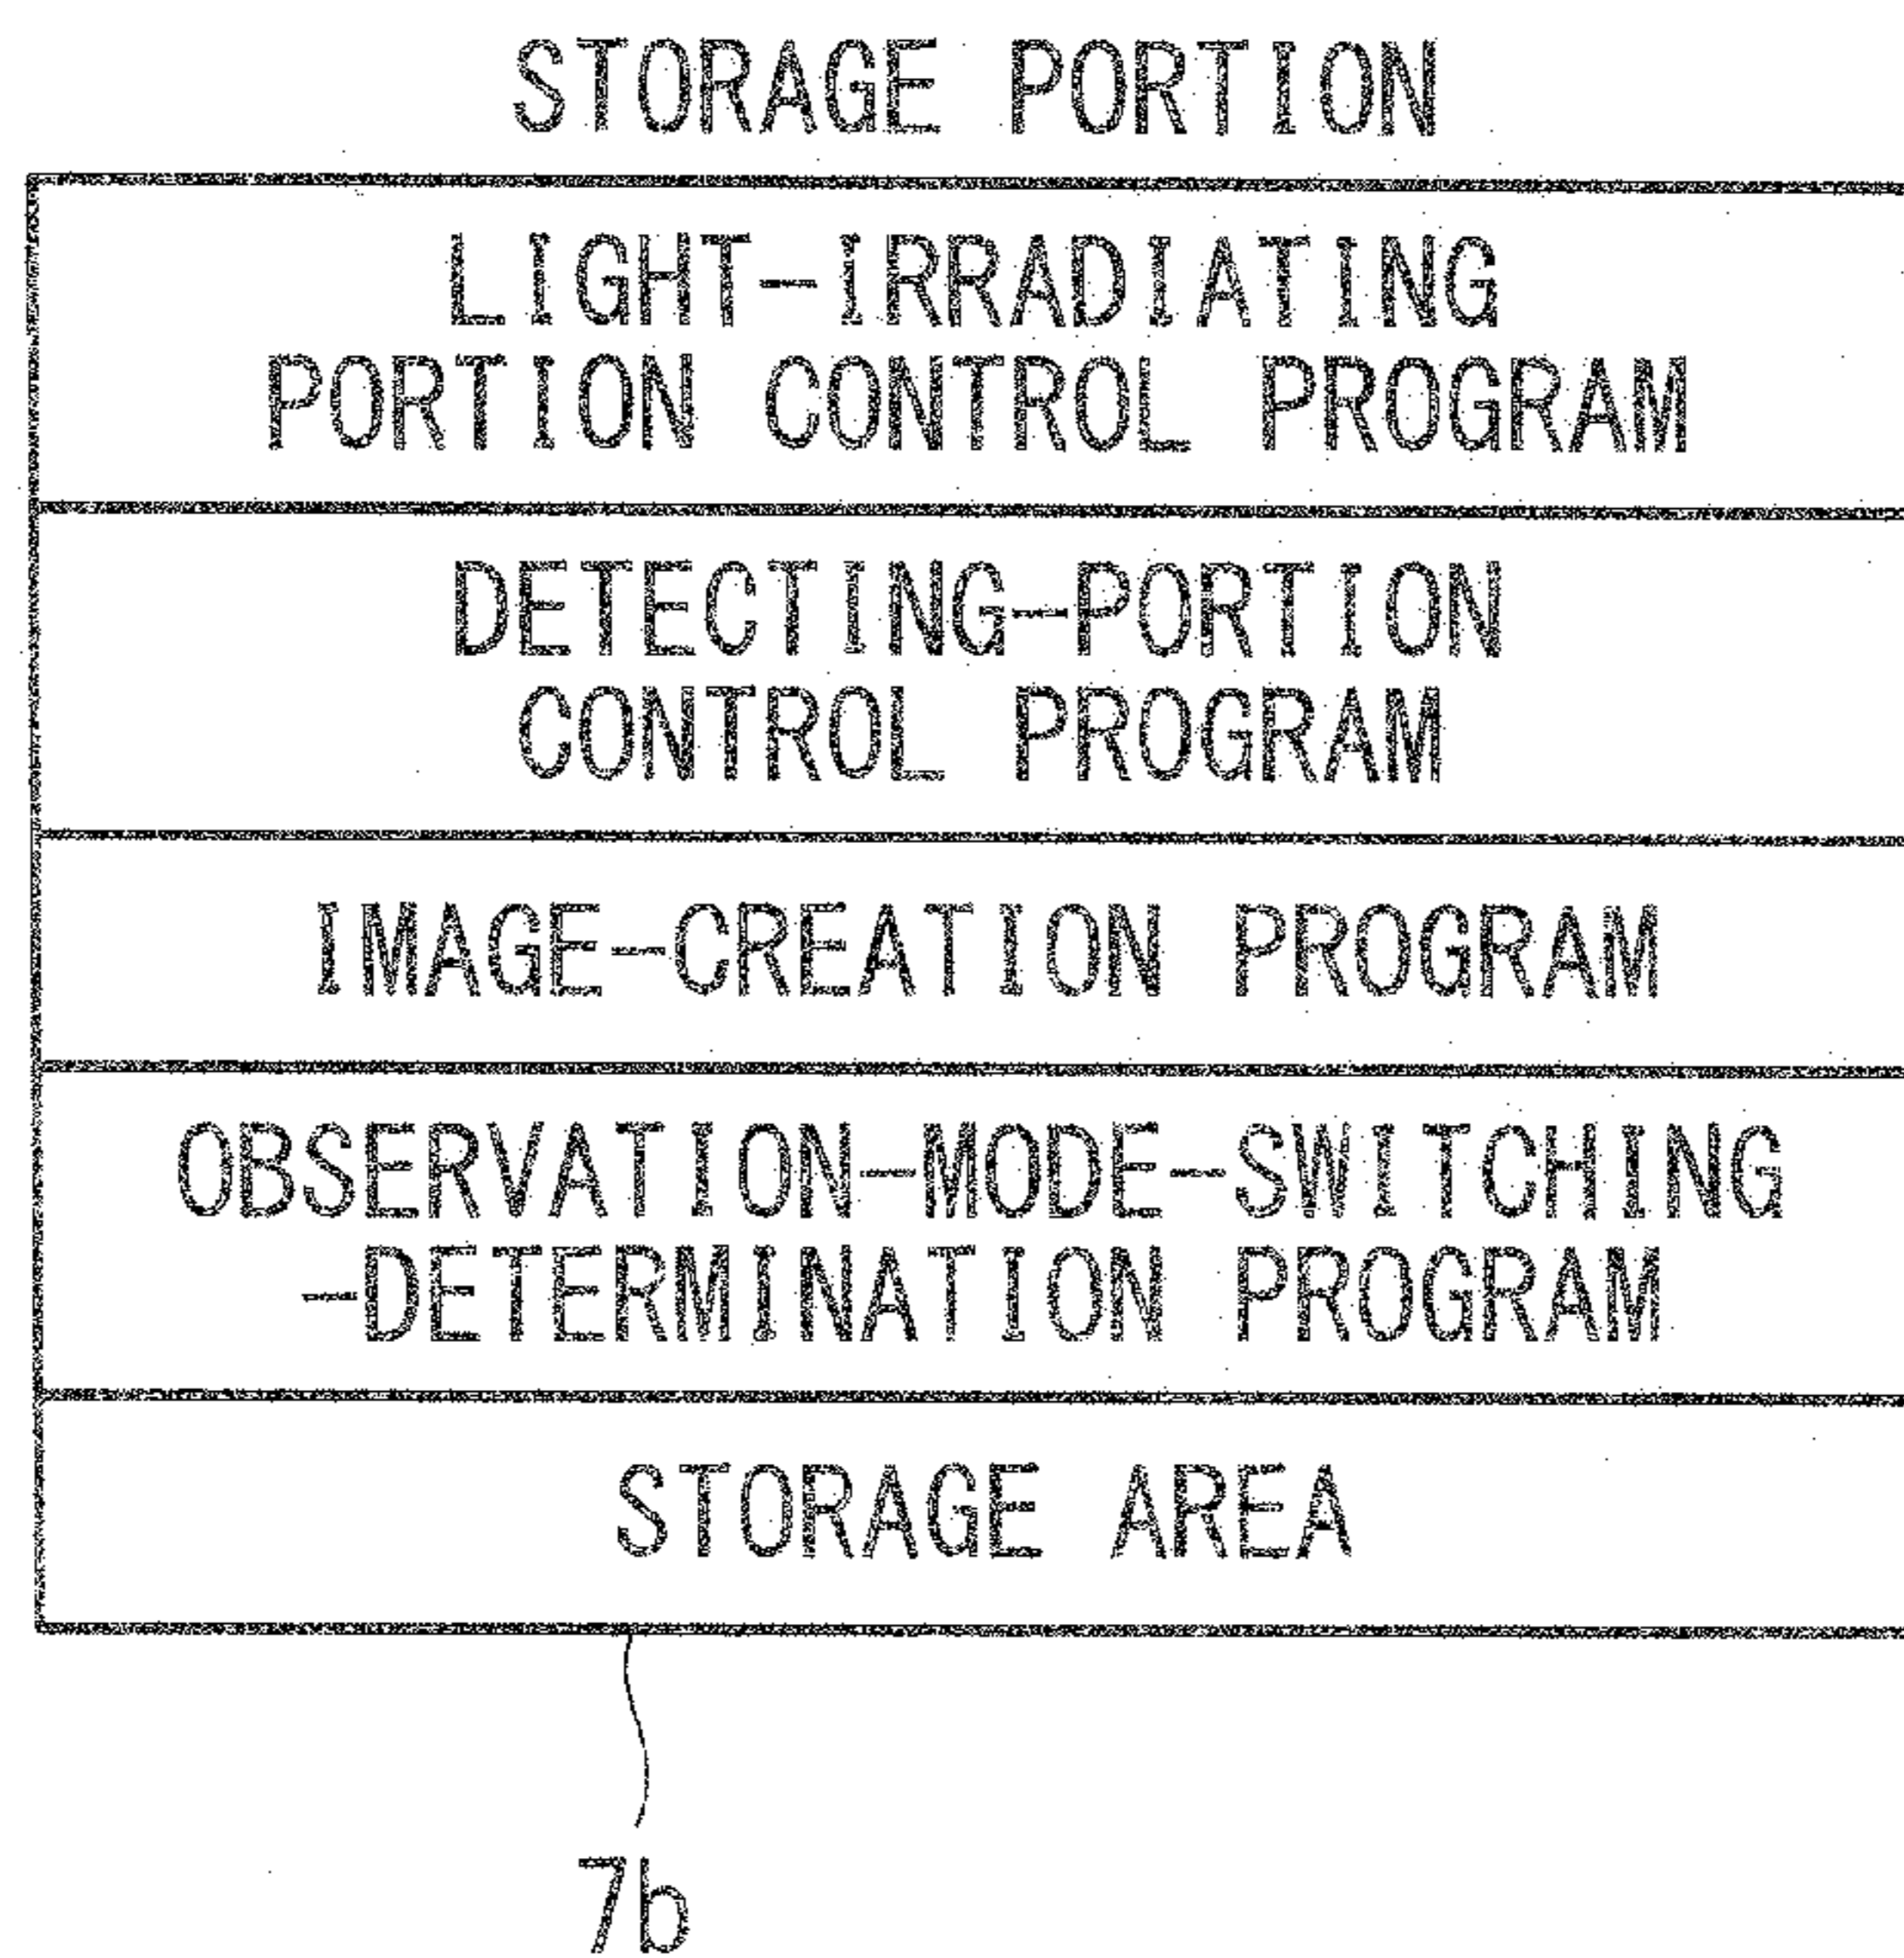 STORAGE PORTION
LIGHT-IRRADIATING
PORTION CONTROL PROGRAM
DETECTING-PORTION
CONTROL PROGRAM
IMAGE-CREATION PROGRAM
OBSERVATION-MODE-SWITCHING
-DETERMINATION PROGRAM
STORAGE AREA
7b